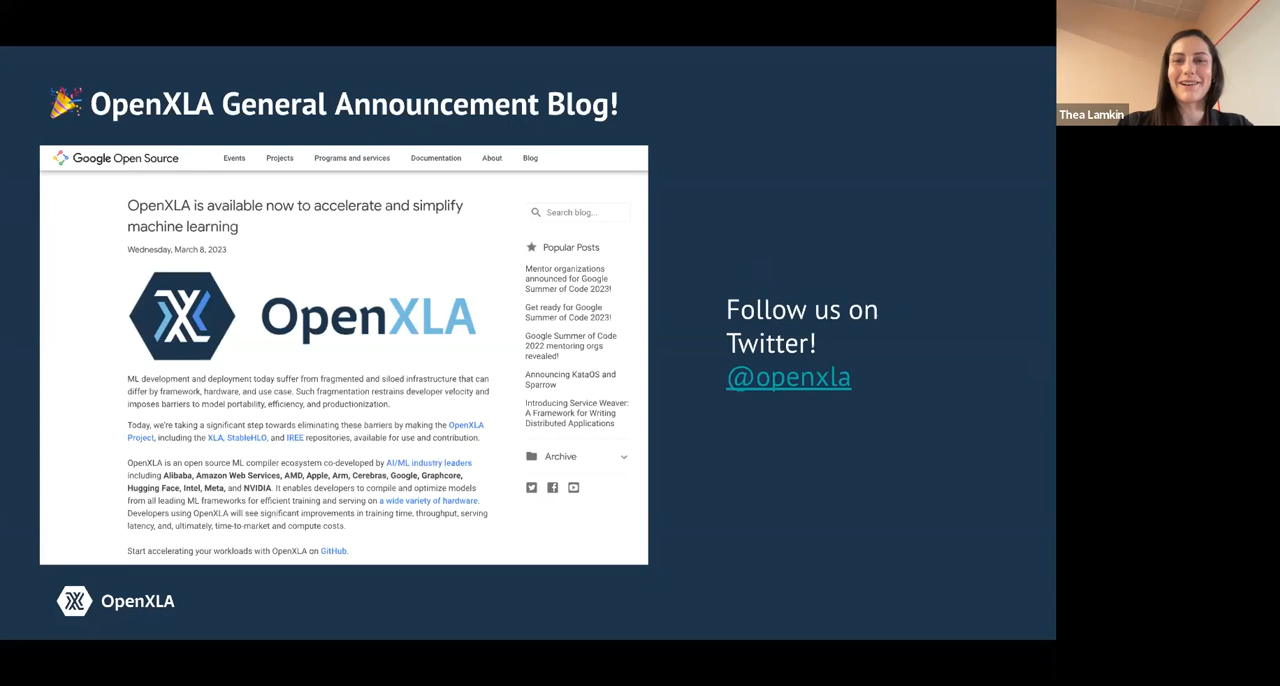 🎉 OpenXLA General Announcement Blog!
Google Open Source
Events
Projects
Programs and services
Documentation
About
Blog
OpenXLA is available now to accelerate and simplify
machine learning
Wednesday, March 8, 2023
OpenXLA
ML development and deployment today suffer from fragmented and siloed infrastructure that can
differ by framework, hardware, and use case. Such fragmentation restrains developer velocity and
imposes barriers to model portability, efficiency, and productionization.
Today, we're taking a significant step towards eliminating these barriers by making the OpenXLA
Project, including the XLA, StableHLO, and IREE repositories, available for use and contribution.
OpenXLA is an open source ML compiler ecosystem co-developed by AI/ML industry leaders
including Alibaba, Amazon Web Services, AMD, Apple, Arm, Cerebras, Google, Graphcore,
Hugging Face, Intel, Meta, and NVIDIA. It enables developers to compile and optimize models
from all leading ML frameworks for efficient training and serving on a wide variety of hardware.
Developers using OpenXLA will see significant improvements in training time, throughput, serving
latency, and, ultimately, time-to-market and compute costs.
Start accelerating your workloads with OpenXLA on GitHub.
Search blog...
Popular Posts
Mentor organizations
announced for Google
Summer of Code 2023!
Get ready for Google
Summer of Code 2023!
Google Summer of Code
2022 mentoring orgs
revealed!
Announcing KataOS and
Sparrow
Introducing Service Weaver:
A Framework for Writing
Distributed Applications
Archive
Follow us on
Twitter!
@openxla
OpenXLA
Thea Lamkin